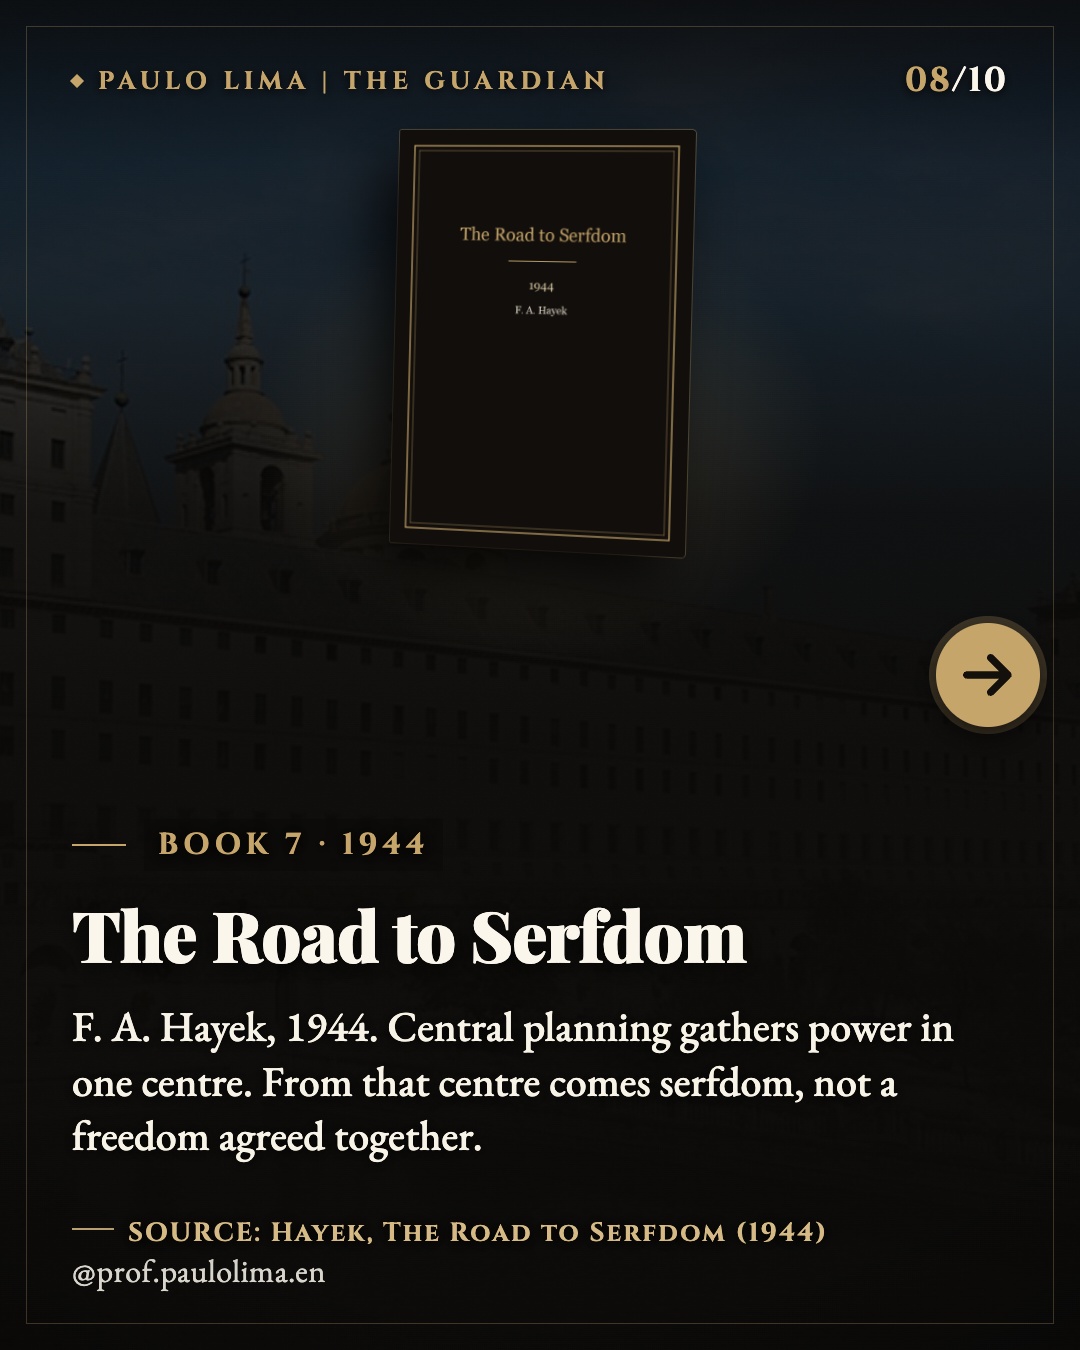 ◆ PAULO LIMA | THE GUARDIAN
08/10
The Road to Serfdom
1944
F. A. Hayek
BOOK 7 · 1944
The Road to Serfdom
F. A. Hayek, 1944. Central planning gathers power in
one centre. From that centre comes serfdom, not a
freedom agreed together.
SOURCE: Hayek, The Road to Serfdom (1944)
@prof.paulolima.en